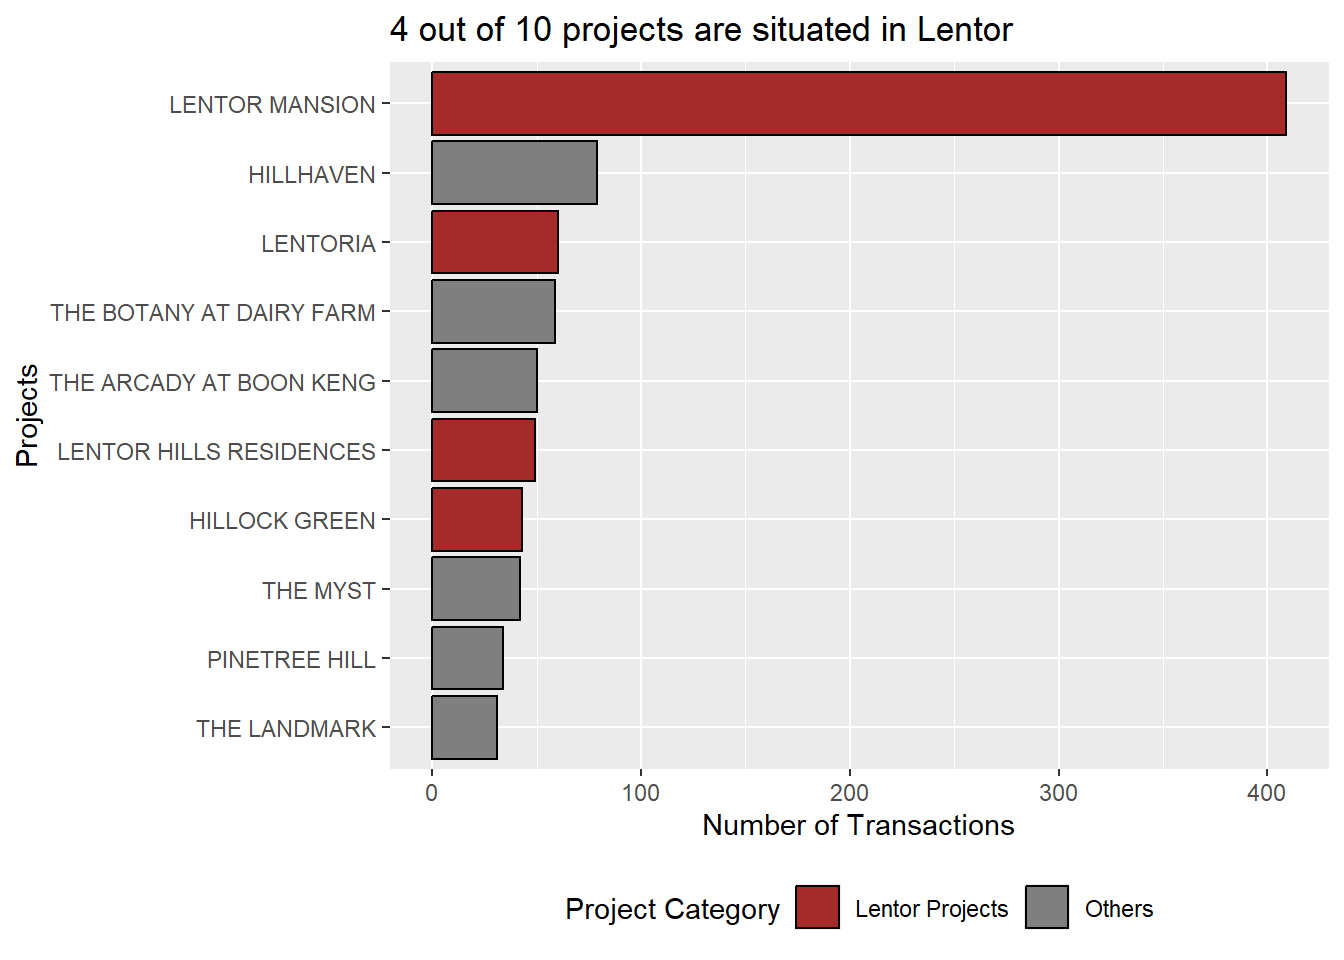 4 out of 10 projects are situated in Lentor
Projects
LENTOR MANSION
HILLHAVEN
LENTORIA
THE BOTANY AT DAIRY FARM
THE ARCADY AT BOON KENG
LENTOR HILLS RESIDENCES
HILLOCK GREEN
THE MYST
PINETREE HILL
THE LANDMARK
0 100 200 300 400
Number of Transactions
Project Category Lentor Projects Others